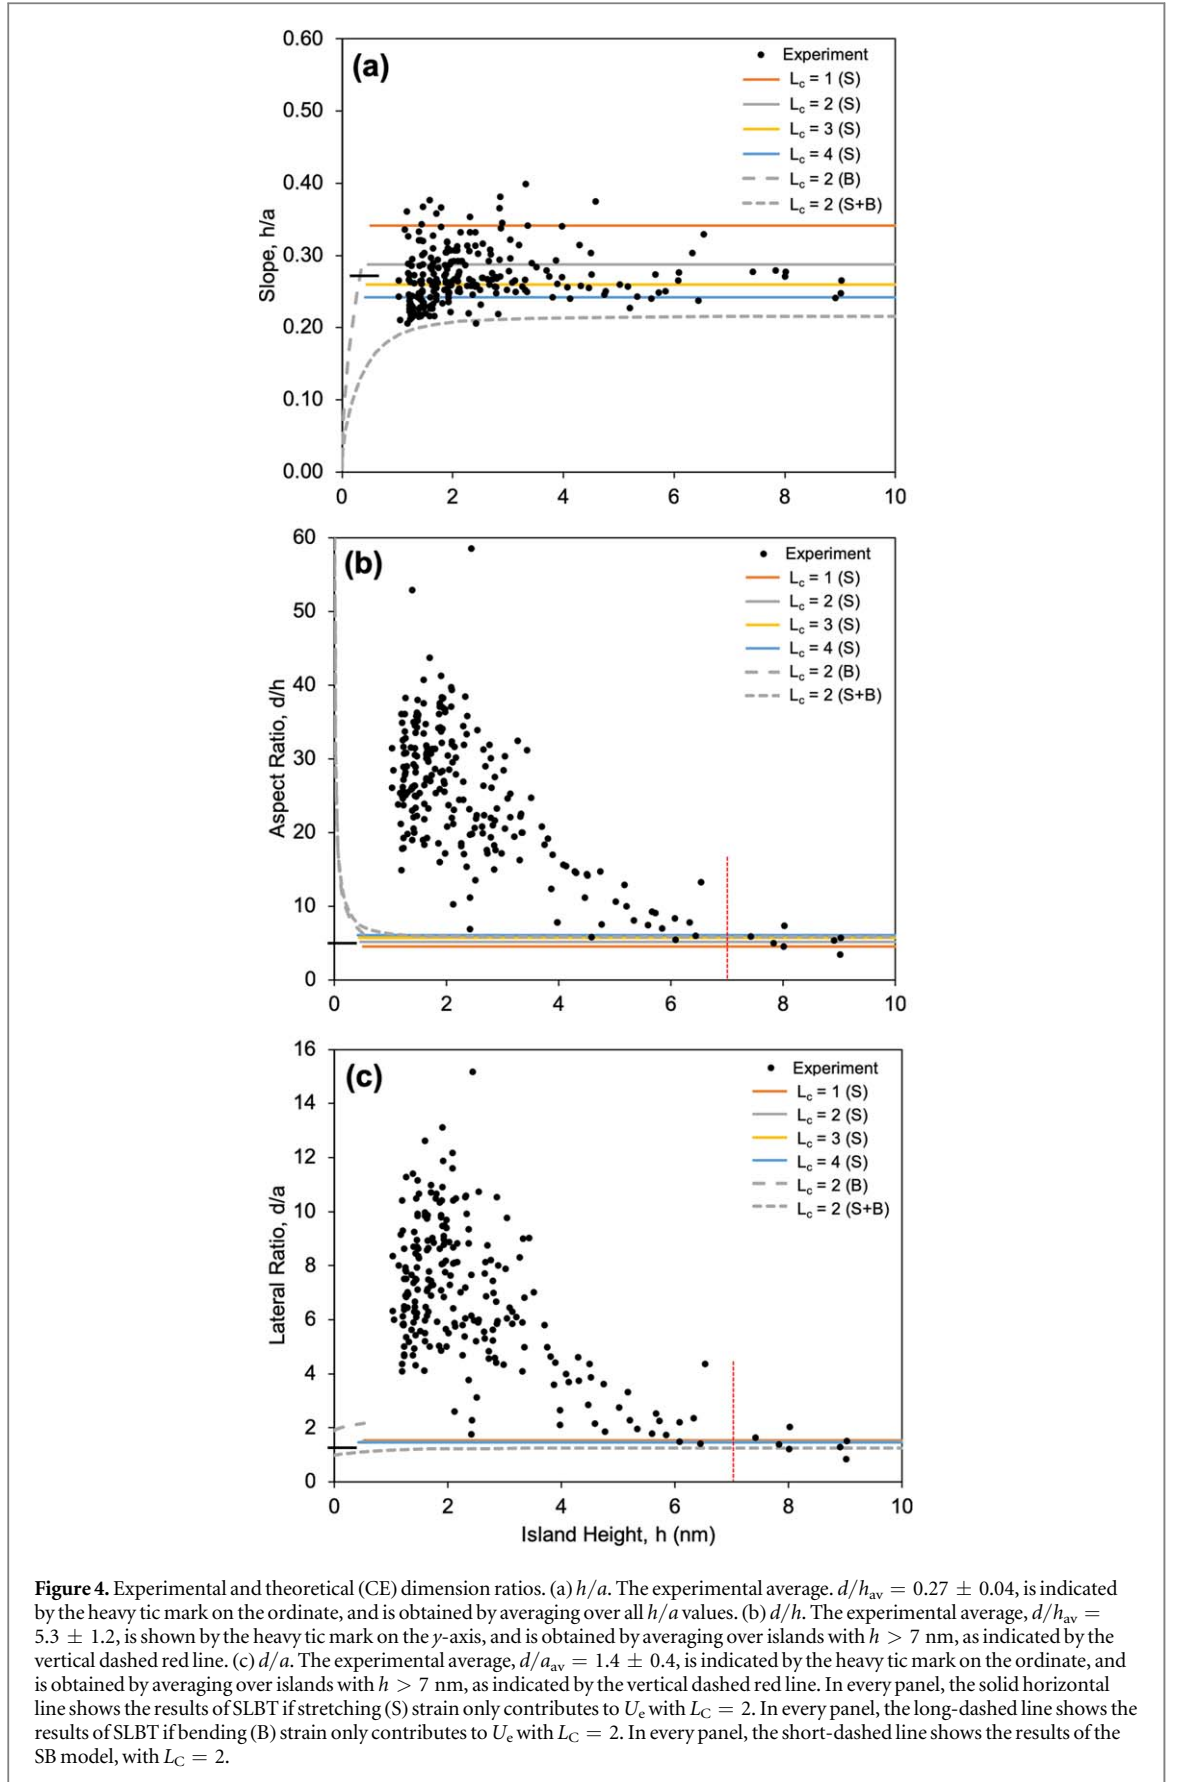 (a)
0.60
0.50
0.40
0.30
0.20
0.10
0.00
Slope, h/a
0 2 4 6 8 10
Experiment
Lc = 1 (S)
Lc = 2 (S)
Lc = 3 (S)
Lc = 4 (S)
Lc = 2 (B)
Lc = 2 (S+B)
(b)
60
50
40
30
20
10
0
Aspect Ratio, d/h
0 2 4 6 8 10
Experiment
Lc = 1 (S)
Lc = 2 (S)
Lc = 3 (S)
Lc = 4 (S)
Lc = 2 (B)
Lc = 2 (S+B)
(c)
16
14
12
10
8
6
4
2
0
Lateral Ratio, d/a
0 2 4 6 8 10
Island Height, h (nm)
Experiment
Lc = 1 (S)
Lc = 2 (S)
Lc = 3 (S)
Lc = 4 (S)
Lc = 2 (B)
Lc = 2 (S+B)
Figure 4. Experimental and theoretical (CE) dimension ratios. (a) h/a. The experimental average. d/hav = 0.27 ± 0.04, is indicated
by the heavy tic mark on the ordinate, and is obtained by averaging over all h/a values. (b) d/h. The experimental average, d/hav =
5.3 ± 1.2, is shown by the heavy tic mark on the y-axis, and is obtained by averaging over islands with h > 7 nm, as indicated by the
vertical dashed red line. (c) d/a. The experimental average, d/aav = 1.4 ± 0.4, is indicated by the heavy tic mark on the ordinate, and
is obtained by averaging over islands with h > 7 nm, as indicated by the vertical dashed red line. In every panel, the solid horizontal
line shows the results of SLBT if stretching (S) strain only contributes to Ue with LC = 2. In every panel, the long-dashed line shows the
results of SLBT if bending (B) strain only contributes to Ue with LC = 2. In every panel, the short-dashed line shows the results of the
SB model, with LC = 2.